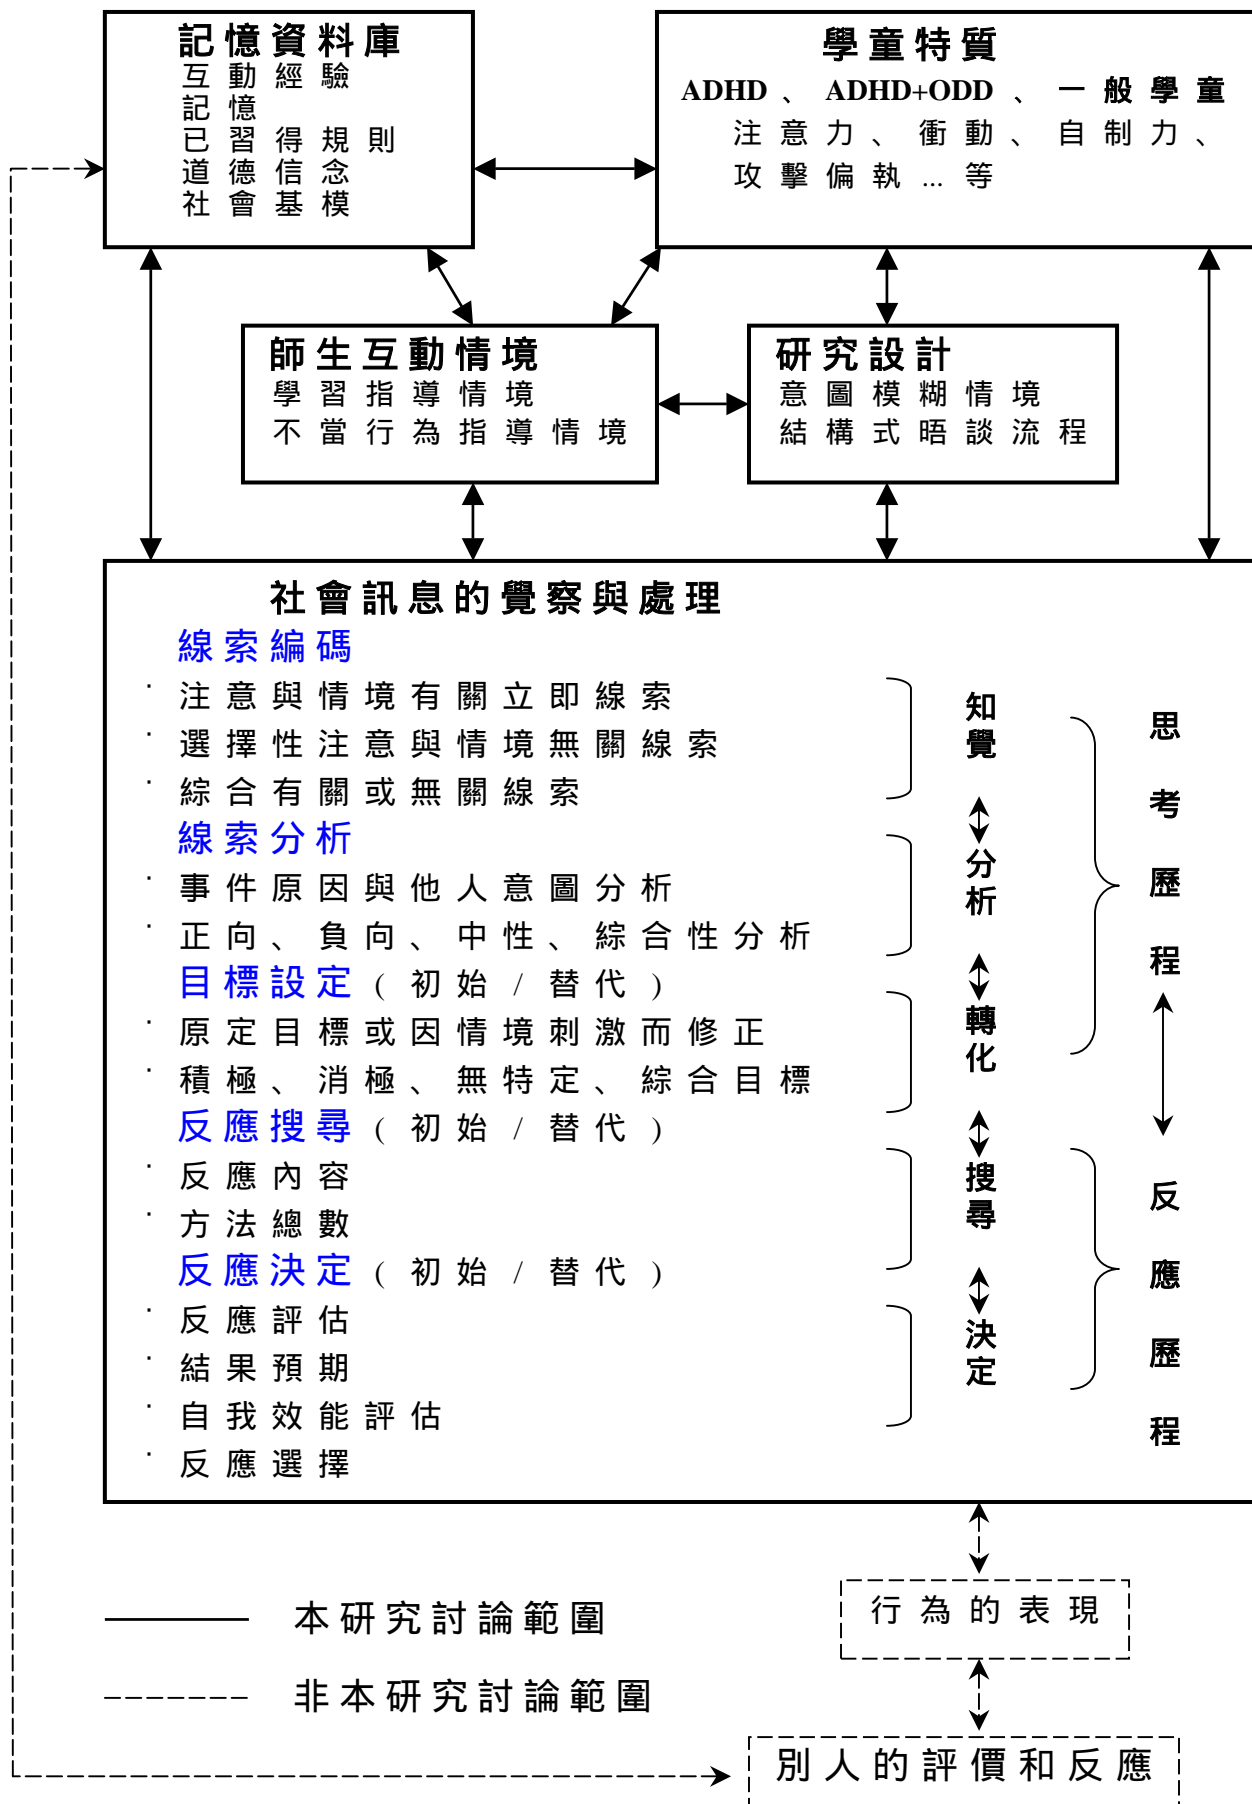 記憶資料庫
互動經驗
記憶
已習得規則
道德信念
社會基模
學童特質
ADHD、ADHD+ODD、一般學童
注意力、衝動、自制力、
攻擊偏執...等
師生互動情境
學習指導情境
不當行為指導情境
研究設計
意圖模糊情境
結構式晤談流程
社會訊息的覺察與處理
線索編碼
˙注意與情境有關立即線索
˙選擇性注意與情境無關線索
˙綜合有關或無關線索
線索分析
˙事件原因與他人意圖分析
˙正向、負向、中性、綜合性分析
目標設定(初始/替代)
˙原定目標或因情境刺激而修正
˙積極、消極、無特定、綜合目標
反應搜尋(初始/替代)
˙反應內容
˙方法總數
反應決定(初始/替代)
˙反應評估
˙結果預期
˙自我效能評估
˙反應選擇
知覺
分析
轉化
搜尋
決定
思考歷程
反應歷程
本研究討論範圍
非本研究討論範圍
行為的表現
別人的評價和反應